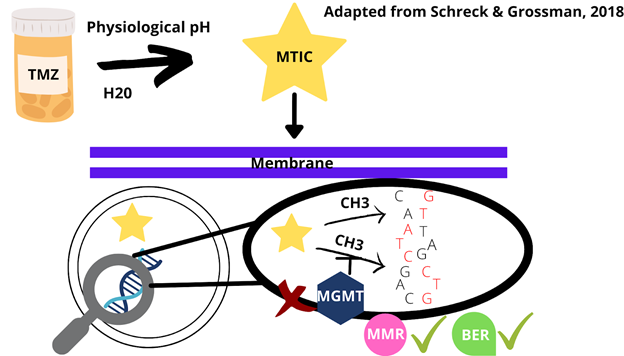 Adapted from Schreck & Grossman, 2018
Physiological pH
TMZ
H20
MTIC
Membrane
CH3
CH3
MGMT
C G
A T
A T
T A
C G
G C
A T
C G
MMR
BER